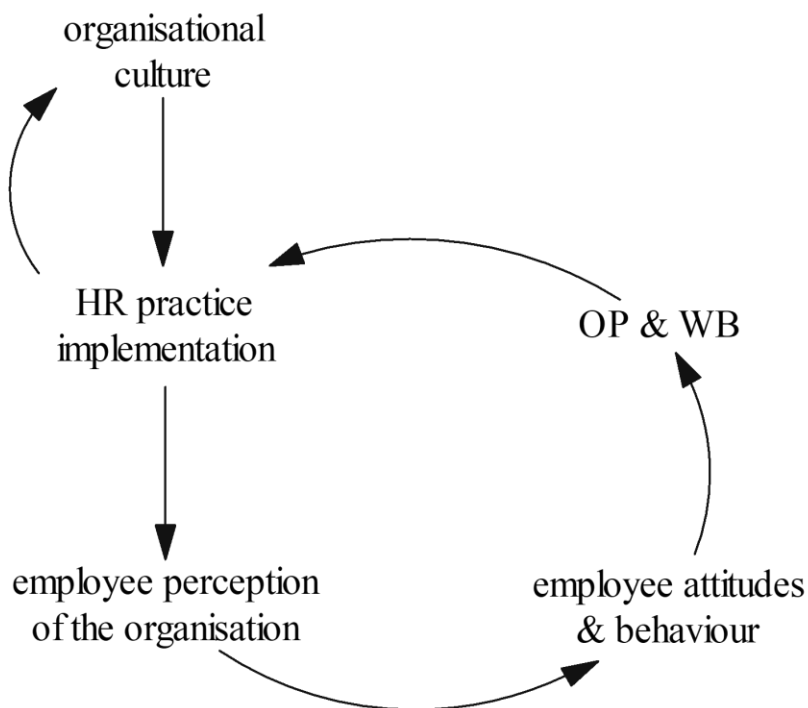 organisational
culture
HR practice
implementation
OP & WB
employee perception
of the organisation
employee attitudes
& behaviour